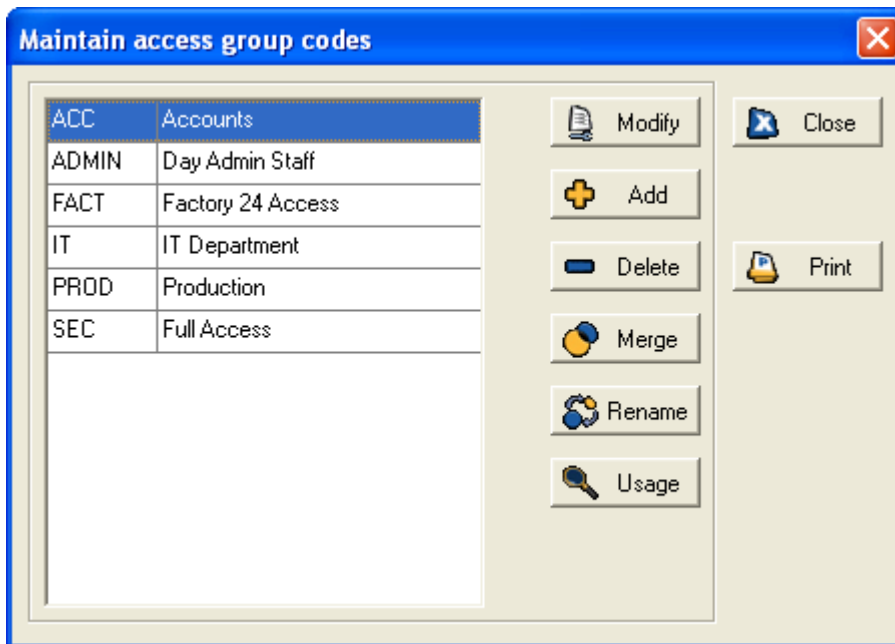 Maintain access group codes
ACC Accounts
ADMIN Day Admin Staff
FACT Factory 24 Access
IT IT Department
PROD Production
SEC Full Access
Modify
Add
Delete
Merge
Rename
Usage
Close
P Print